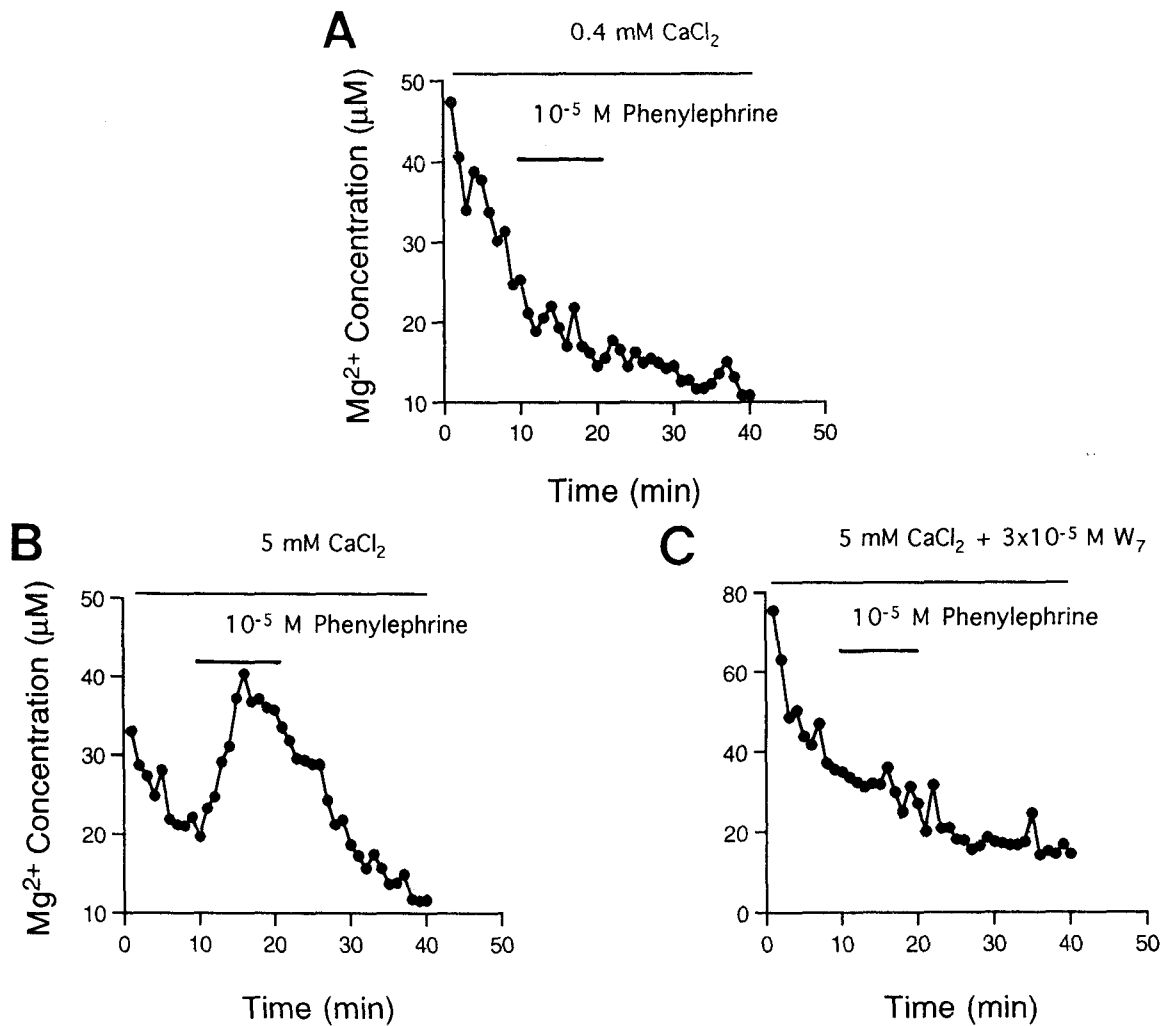 A
0.4 mM CaCl₂
10⁻⁵ M Phenylephrine
Mg²⁺ Concentration (μM)
50
40
30
20
10
0 10 20 30 40 50
Time (min)
B
5 mM CaCl₂
10⁻⁵ M Phenylephrine
Mg²⁺ Concentration (μM)
50
40
30
20
10
0 10 20 30 40 50
Time (min)
C
5 mM CaCl₂ + 3x10⁻⁵ M W₇
10⁻⁵ M Phenylephrine
80
60
40
20
0
0 10 20 30 40 50
Time (min)